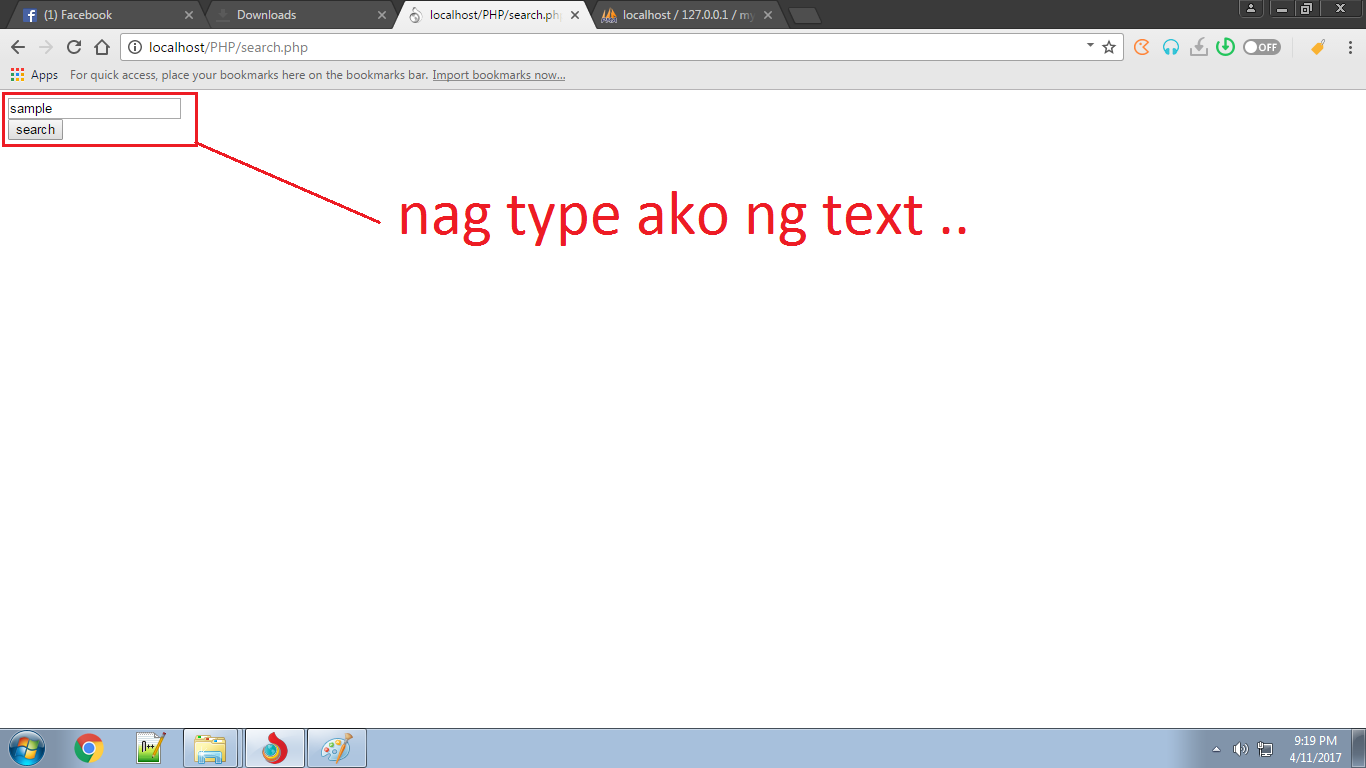 (1) Facebook
Downloads
localhost/PHP/search.ph
localhost / 127.0.0.1 / my
localhost/PHP/search.php
OFF
Apps
For quick access, place your bookmarks here on the bookmarks bar. Import bookmarks now...
sample
search
nag type ako ng text ..
9:19 PM
4/11/2017